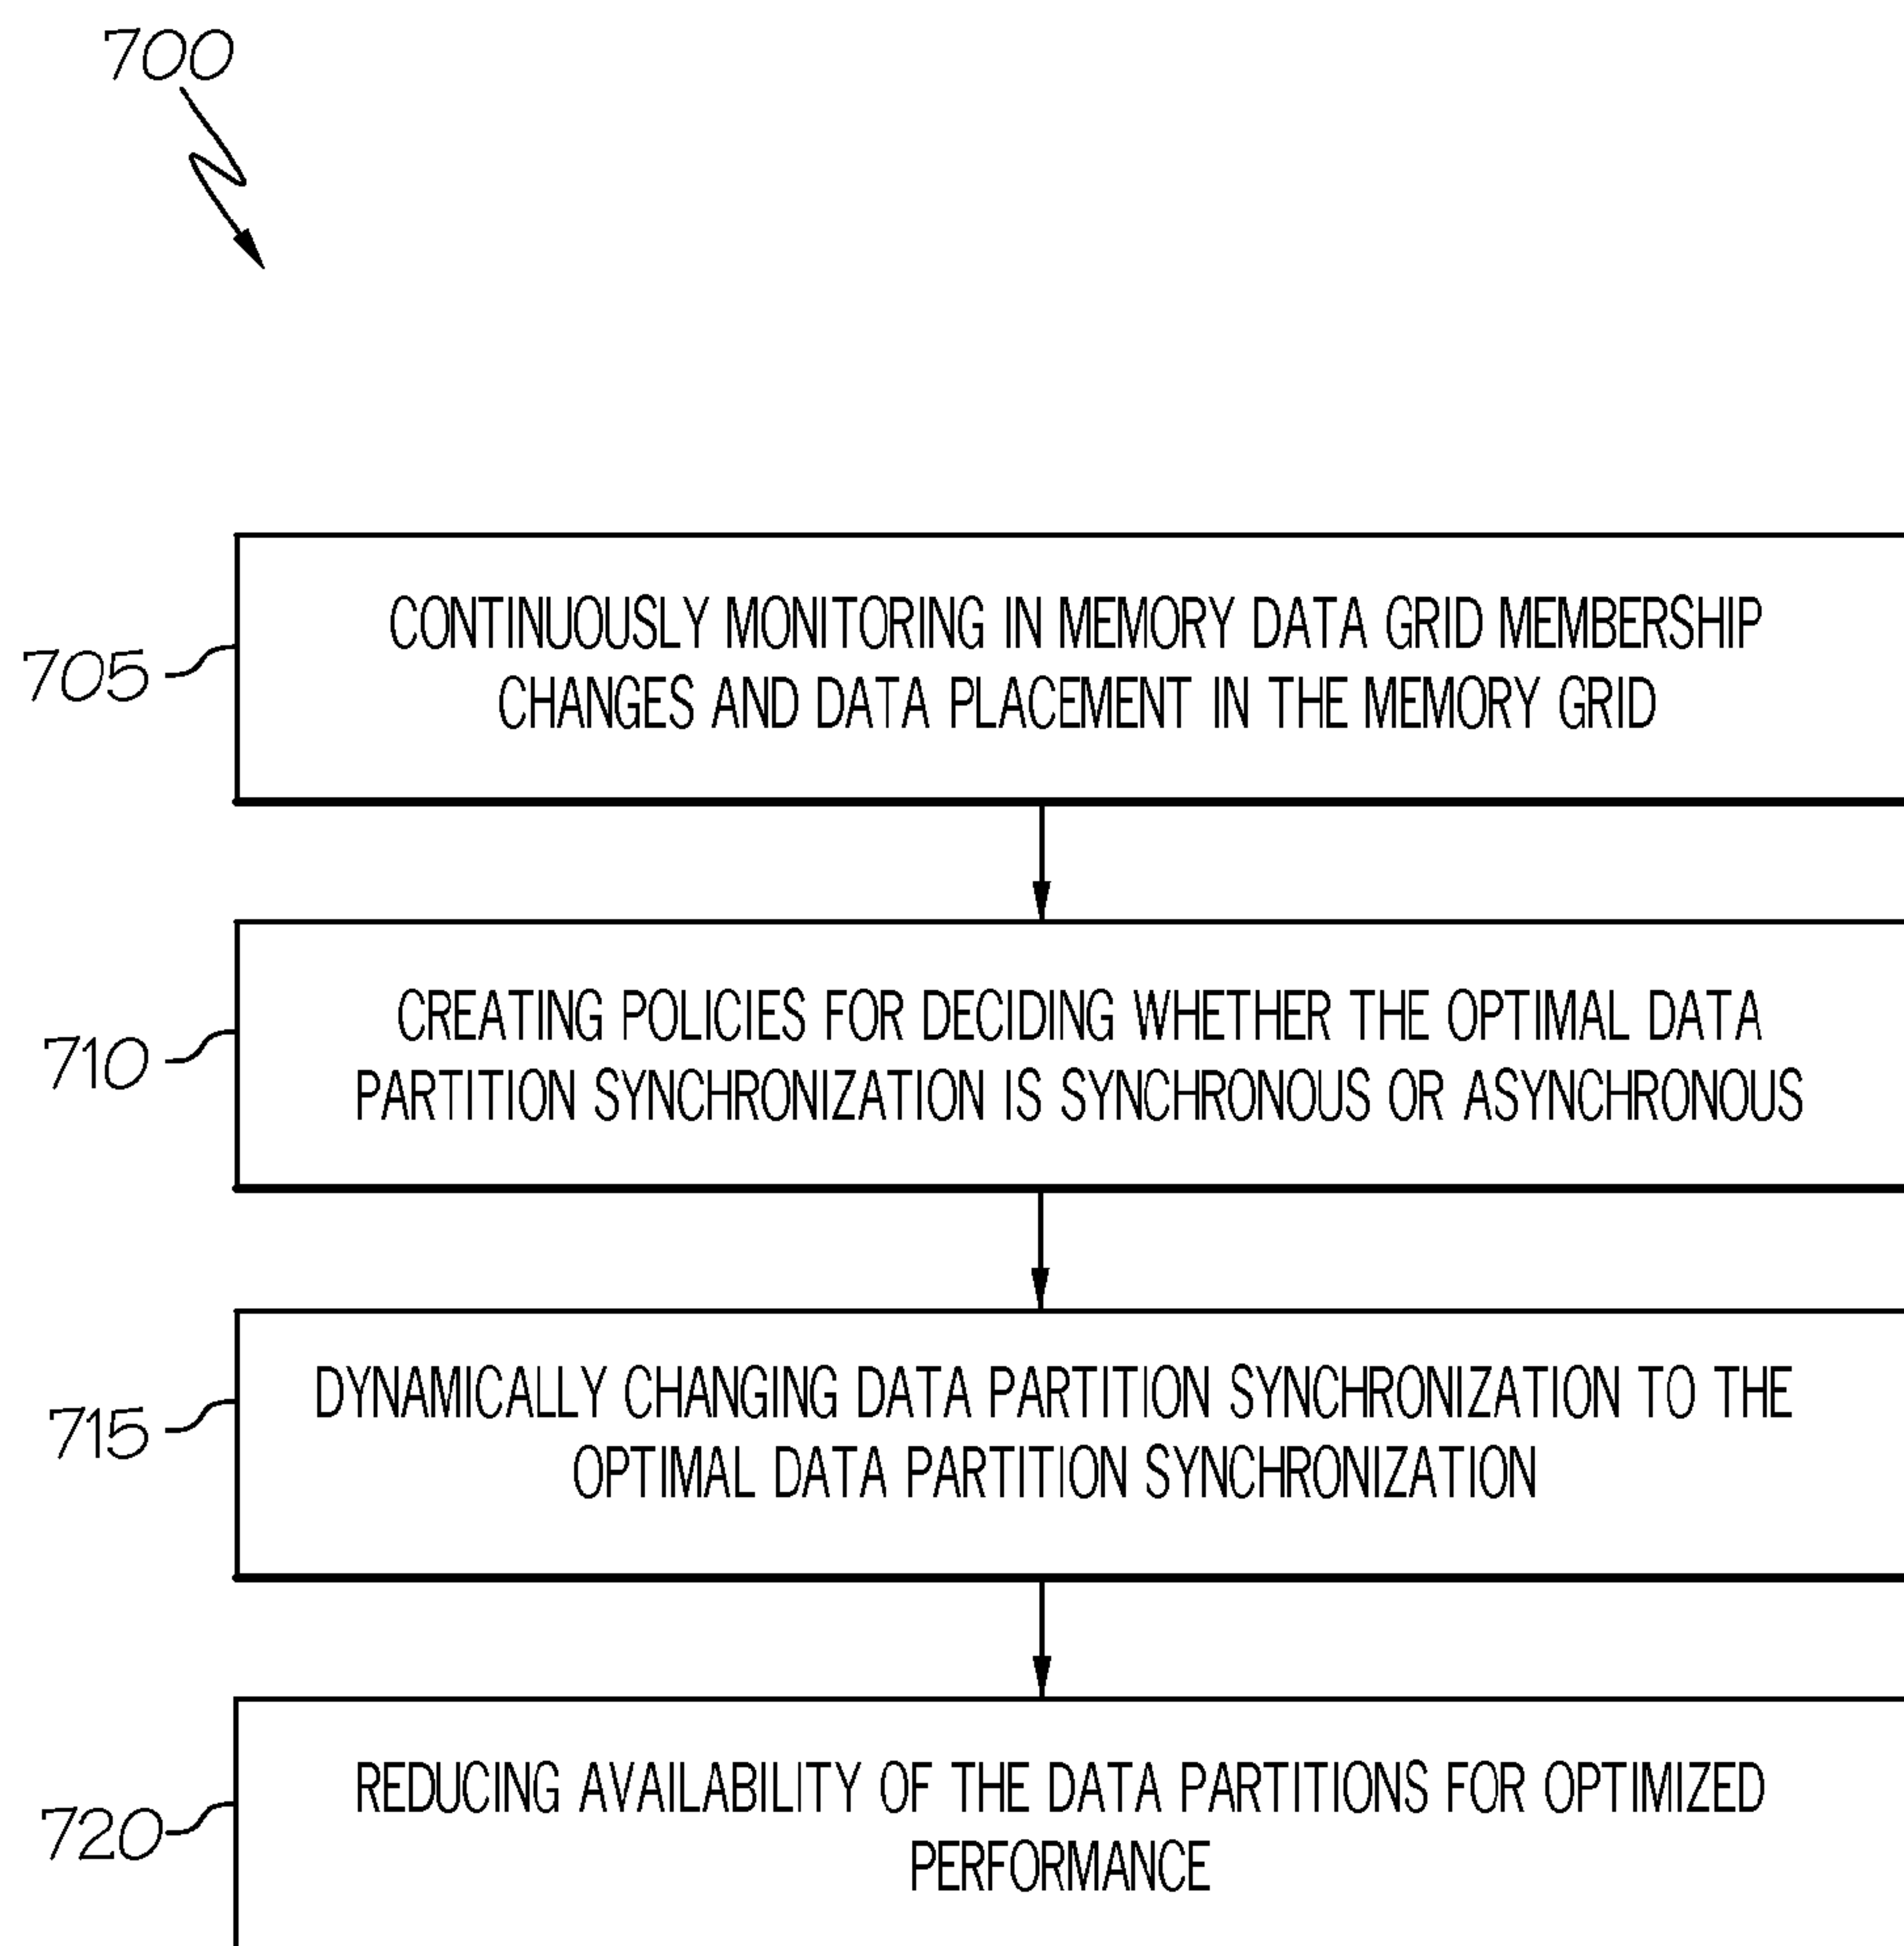 700
705
CONTINUOUSLY MONITORING IN MEMORY DATA GRID MEMBERSHIP
CHANGES AND DATA PLACEMENT IN THE MEMORY GRID
710
CREATING POLICIES FOR DECIDING WHETHER THE OPTIMAL DATA
PARTITION SYNCHRONIZATION IS SYNCHRONOUS OR ASYNCHRONOUS
715
DYNAMICALLY CHANGING DATA PARTITION SYNCHRONIZATION TO THE
OPTIMAL DATA PARTITION SYNCHRONIZATION
720
REDUCING AVAILABILITY OF THE DATA PARTITIONS FOR OPTIMIZED
PERFORMANCE